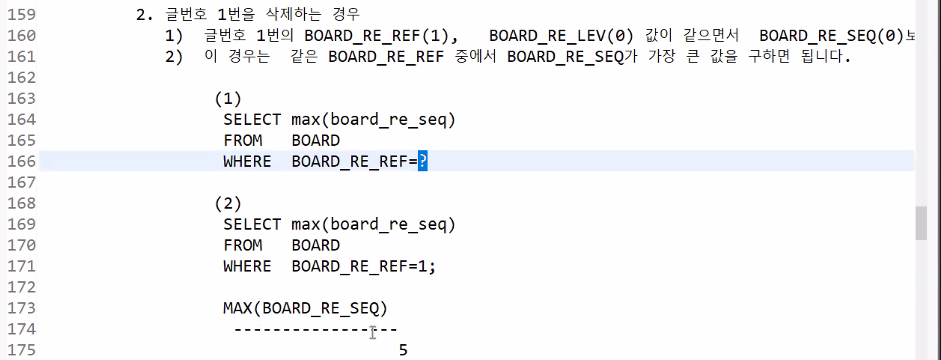 159 2. 글번호 1번을 삭제하는 경우
160 1) 글번호 1번의 BOARD_RE_REF(1), BOARD_RE_LEV(0) 값이 같으면서 BOARD_RE_SEQ(0)보
161 2) 이 경우는 같은 BOARD_RE_REF 중에서 BOARD_RE_SEQ가 가장 큰 값을 구하면 됩니다.
162
163 (1)
164 SELECT max(board_re_seq)
165 FROM BOARD
166 WHERE BOARD_RE_REF=?
167
168 (2)
169 SELECT max(board_re_seq)
170 FROM BOARD
171 WHERE BOARD_RE_REF=1;
172
173 MAX(BOARD_RE_SEQ)
174 -----------------
175 5